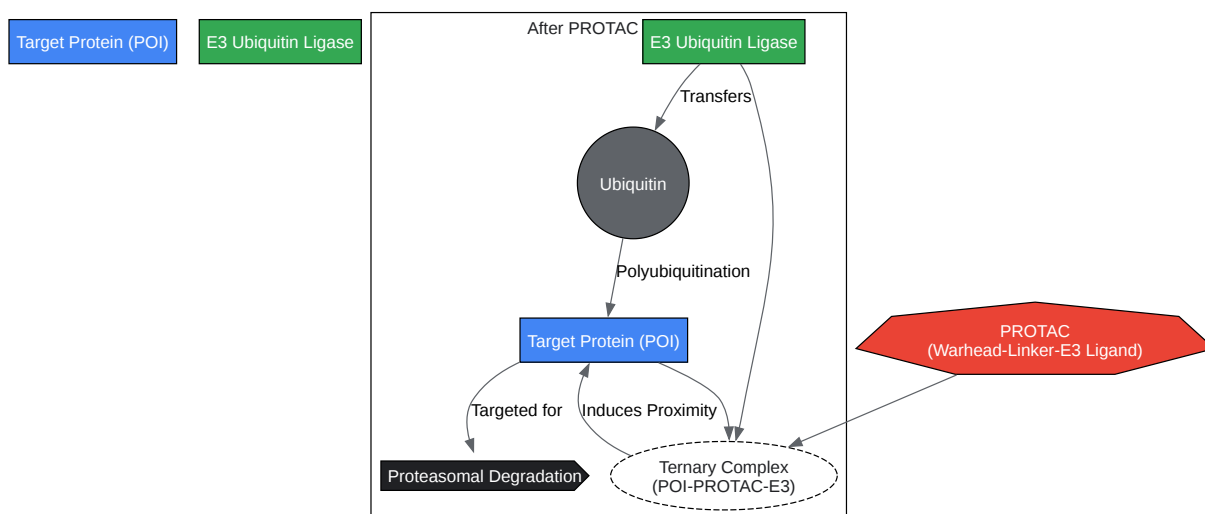 Target Protein (POI)
E3 Ubiquitin Ligase
After PROTAC
E3 Ubiquitin Ligase
Transfers
Ubiquitin
Polyubiquitination
Target Protein (POI)
PROTAC
(Warhead-Linker-E3 Ligand)
Targeted for
Induces Proximity
Proteasomal Degradation
Ternary Complex
(POI-PROTAC-E3)